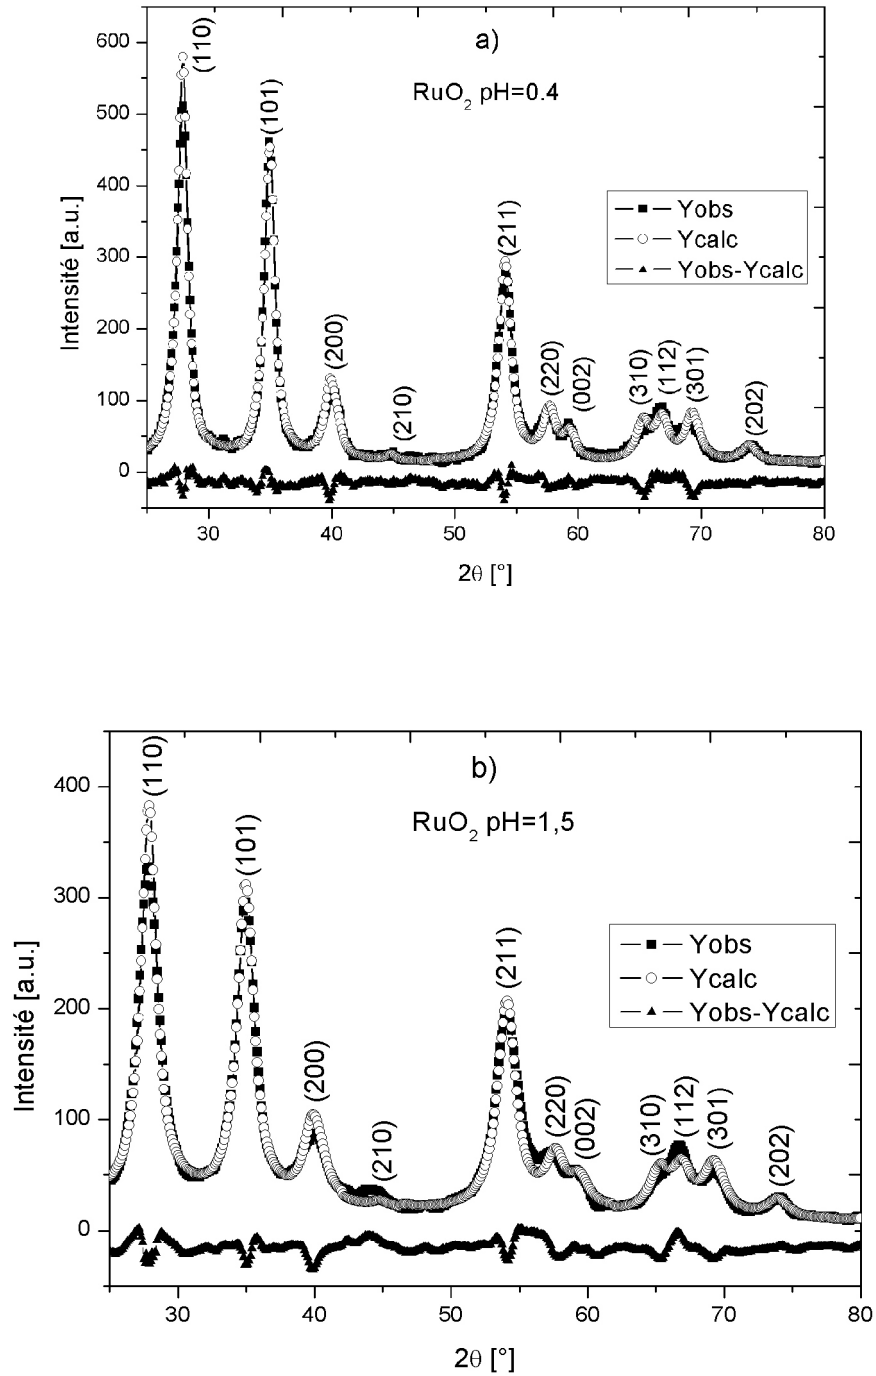 a)
RuO2 pH=0.4
(110)
(101)
(200)
(210)
(211)
(220)
(002)
(310)
(112)
(301)
(202)
Yobs
Ycalc
Yobs-Ycalc
Intensité [a.u.]
600
500
400
300
200
100
0
30 40 50 60 70 80
2θ [°]
b)
RuO2 pH=1,5
(110)
(101)
(200)
(210)
(211)
(220)
(002)
(310)
(112)
(301)
(202)
Yobs
Ycalc
Yobs-Ycalc
Intensité [a.u.]
400
300
200
100
0
30 40 50 60 70 80
2θ [°]